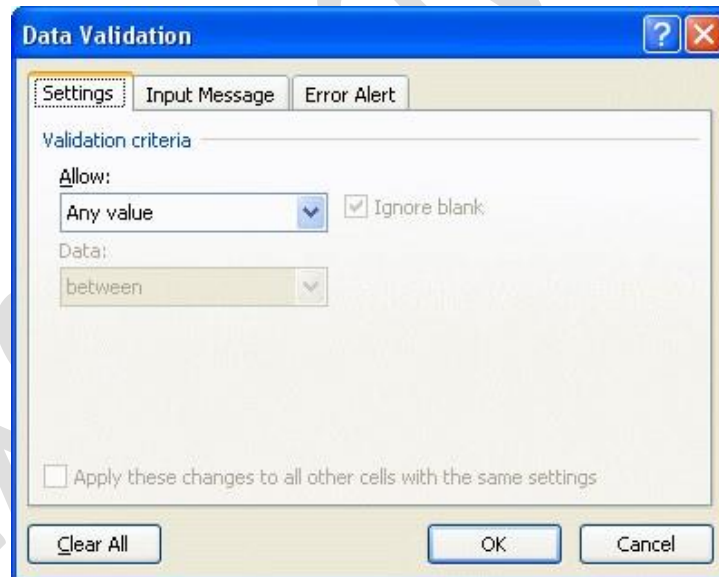 Data Validation
Settings Input Message Error Alert
Validation criteria
Allow:
Any value Ignore blank
Data:
between
Apply these changes to all other cells with the same settings
Clear All OK Cancel